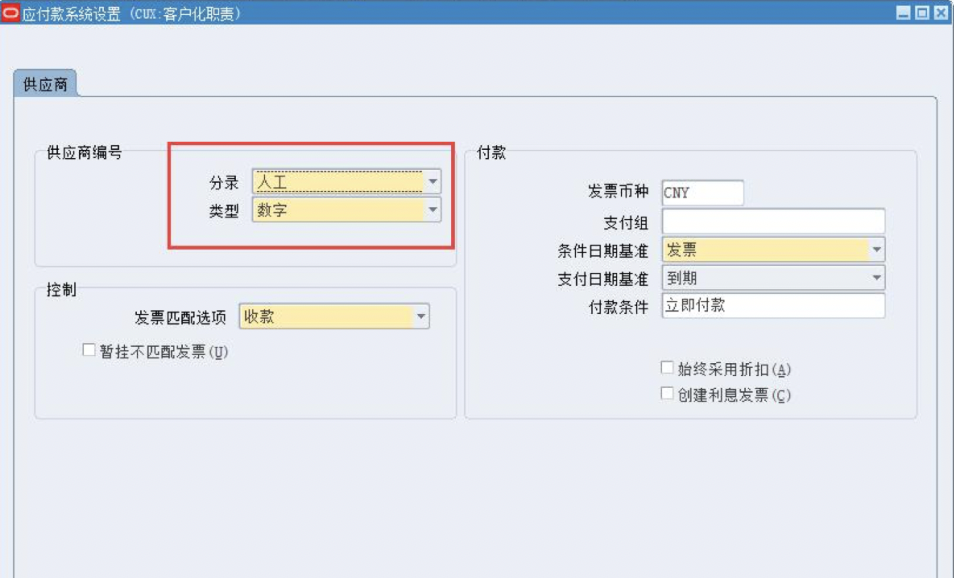 应付款系统设置 (CUX:客户化职责)
供应商
供应商编号
分录 人工
类型 数字
控制
发票匹配选项 收款
暂挂不匹配发票(U)
付款
发票币种 CNY
支付组
条件日期基准 发票
支付日期基准 到期
付款条件 立即付款
始终采用折扣(A)
创建利息发票(C)